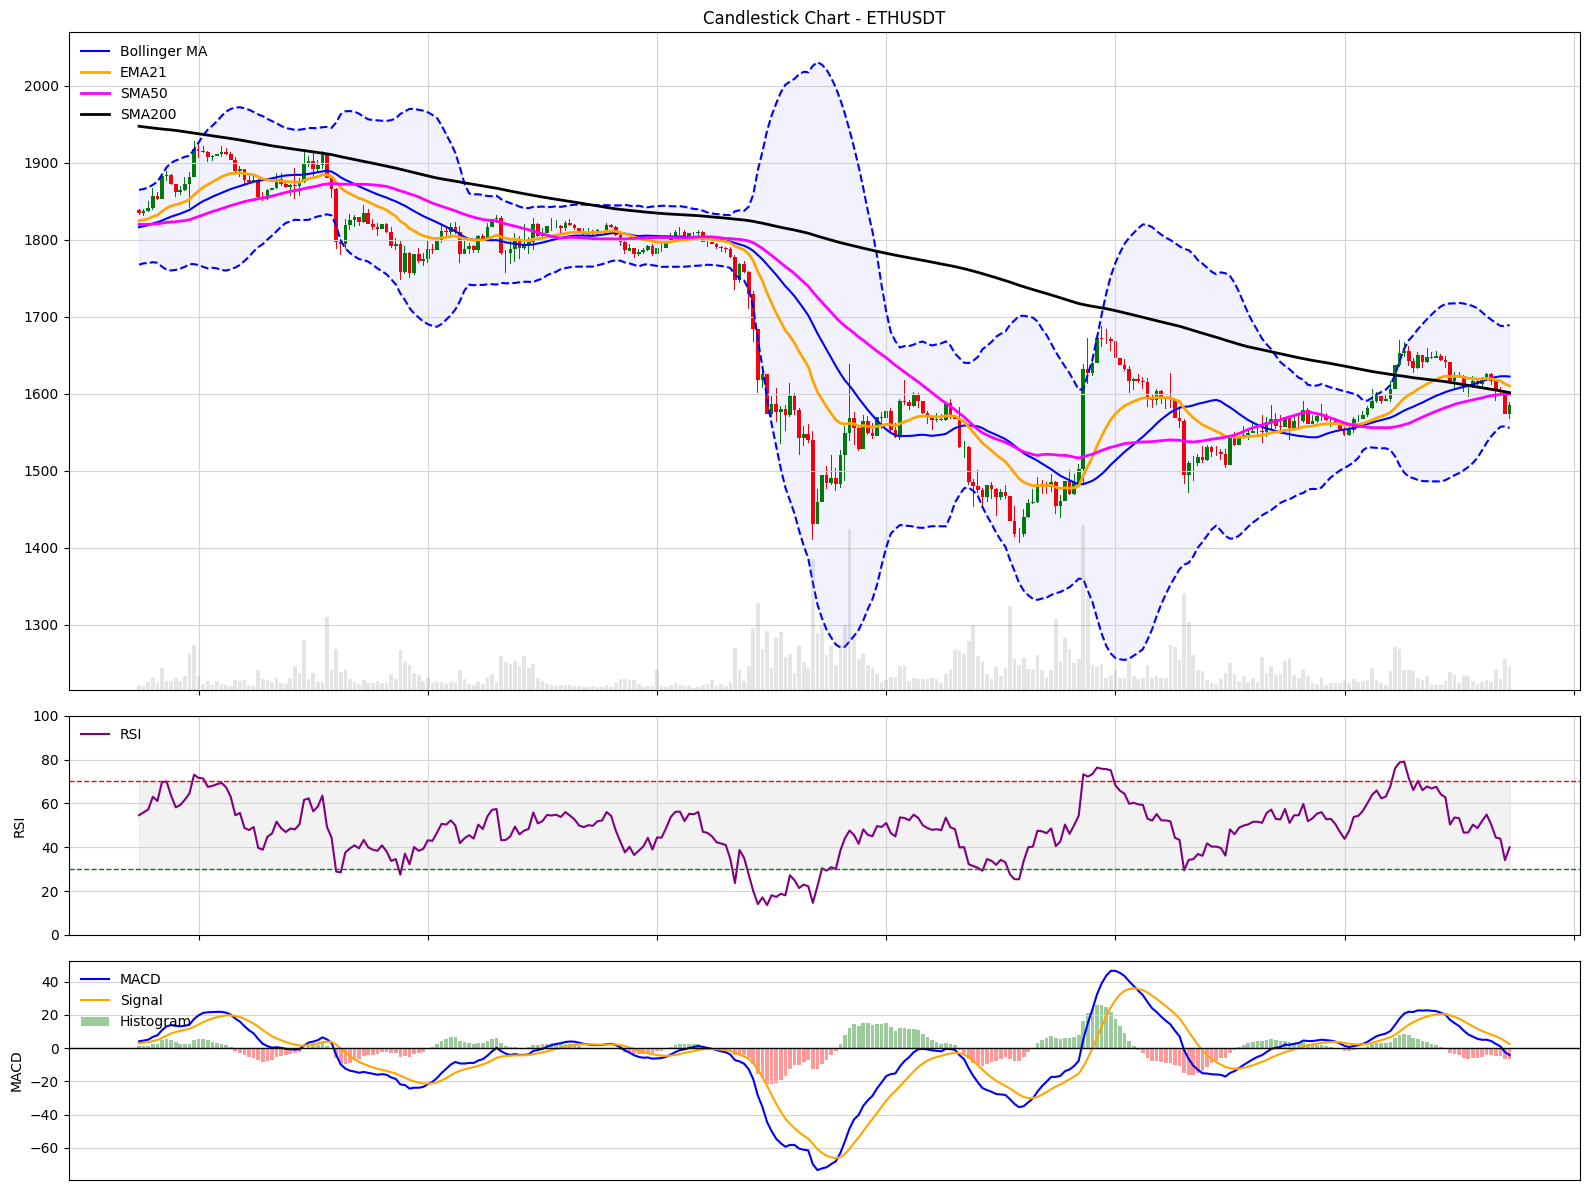 Candlestick Chart - ETHUSDT
Bollinger MA
EMA21
SMA50
SMA200
2000
1900
1800
1700
1600
1500
1400
1300
RSI
100
80
60
40
20
0
RSI
MACD
Signal
Histogram
40
20
0
−20
−40
−60
MACD